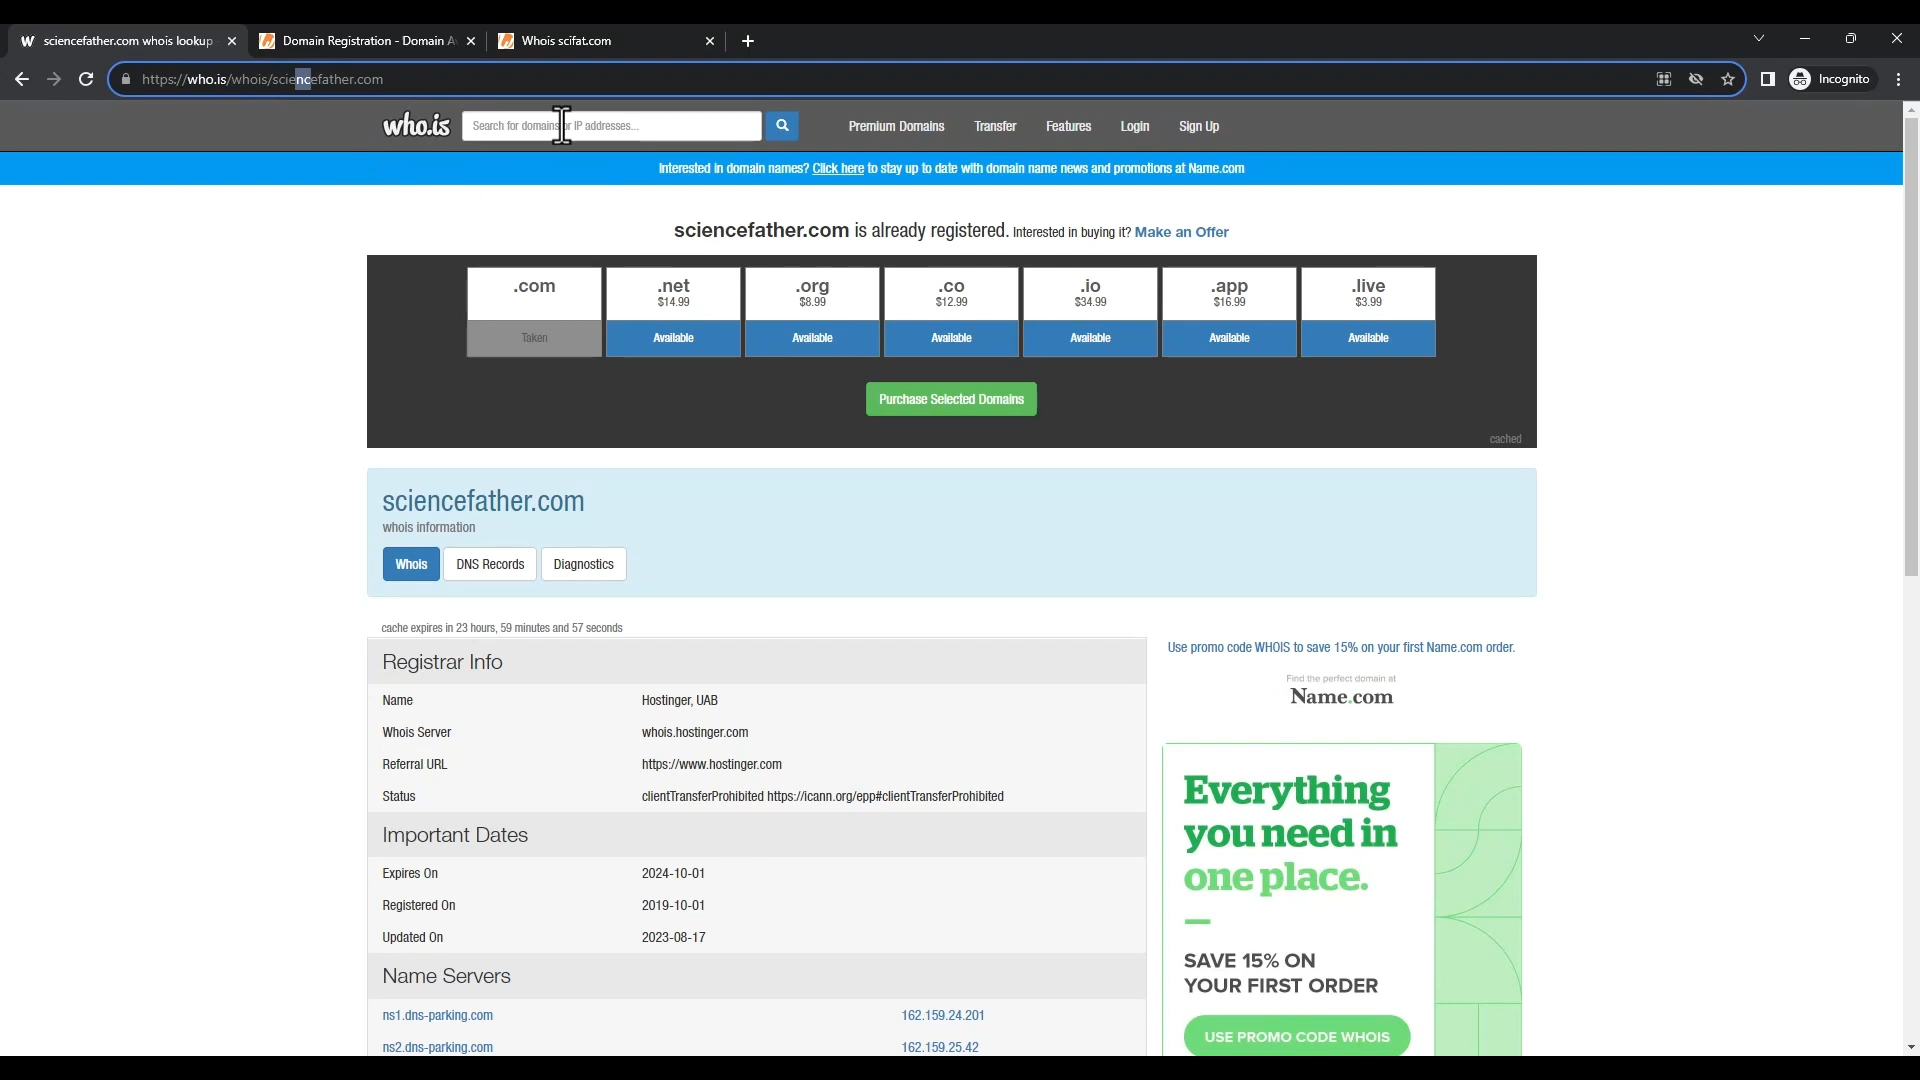 sciencefather.com whois lookup
Domain Registration - Domain A
Whois scifat.com
https://who.is/whois/sciencefather.com
Incognito
who.is
Search for domains or IP addresses...
Premium Domains
Transfer
Features
Login
Sign Up
Interested in domain names? Click here to stay up to date with domain name news and promotions at Name.com
sciencefather.com is already registered. Interested in buying it? Make an Offer
.com
Taken
.net
$14.99
Available
.org
$8.99
Available
.co
$12.99
Available
.io
$34.99
Available
.app
$16.99
Available
.live
$3.99
Available
Purchase Selected Domains
cached
sciencefather.com
whois information
Whois
DNS Records
Diagnostics
cache expires in 23 hours, 59 minutes and 57 seconds
Registrar Info
Name Hostinger, UAB
Whois Server whois.hostinger.com
Referral URL https://www.hostinger.com
Status clientTransferProhibited https://icann.org/epp#clientTransferProhibited
Important Dates
Expires On 2024-10-01
Registered On 2019-10-01
Updated On 2023-08-17
Name Servers
ns1.dns-parking.com 162.159.24.201
ns2.dns-parking.com 162.159.25.42
Use promo code WHOIS to save 15% on your first Name.com order.
Find the perfect domain at
Name.com
Everything
you need in
one place.
SAVE 15% ON
YOUR FIRST ORDER
USE PROMO CODE WHOIS